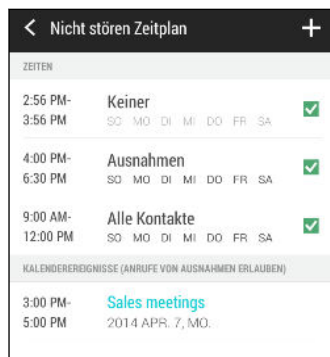 Nicht stören Zeitplan
ZEITEN
2:56 PM- Keiner
3:56 PM SO MO DI MI DO FR SA
4:00 PM- Ausnahmen
6:30 PM SO MO DI MI DO FR SA
9:00 AM- Alle Kontakte
12:00 PM SO MO DI MI DO FR SA
KALENDEREREIGNISSE (ANRUFE VON AUSNAHMEN ERLAUBEN)
3:00 PM- Sales meetings
5:00 PM 2014 APR. 7, MO.